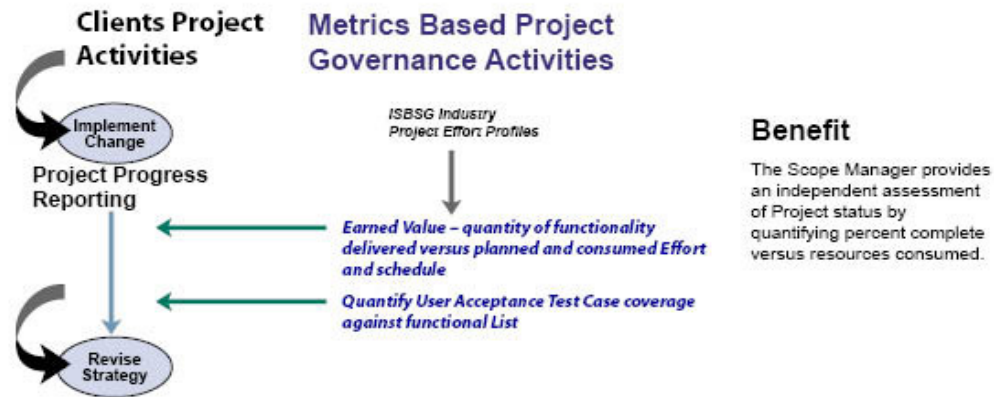 Clients Project
Activities
Metrics Based Project
Governance Activities
Implement
Change
ISBSG Industry
Project Effort Profiles
Benefit
Project Progress
Reporting
The Scope Manager provides
an independent assessment
of Project status by
quantifying percent complete
versus resources consumed.
Earned Value – quantity of functionality
delivered versus planned and consumed Effort
and schedule
Quantify User Acceptance Test Case coverage
against functional List
Revise
Strategy